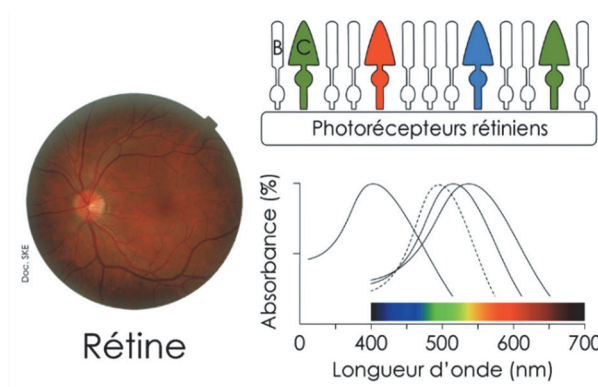 B C
Photorécepteurs rétiniens
Doc. SKE
Rétine
Absorbance (%)
0 400 500 600 700
Longueur d’onde (nm)